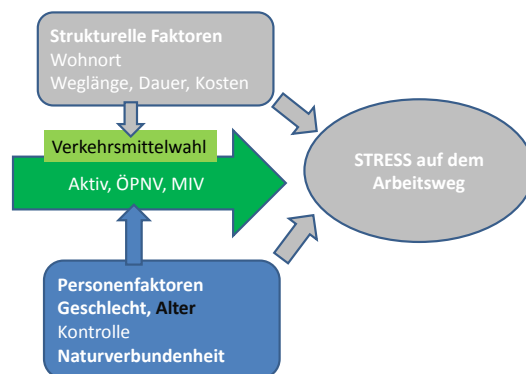 Strukturelle Faktoren
Wohnort
Weglänge, Dauer, Kosten
Verkehrsmittelwahl
Aktiv, ÖPNV, MIV
STRESS auf dem
Arbeitsweg
Personenfaktoren
Geschlecht, Alter
Kontrolle
Naturverbundenheit